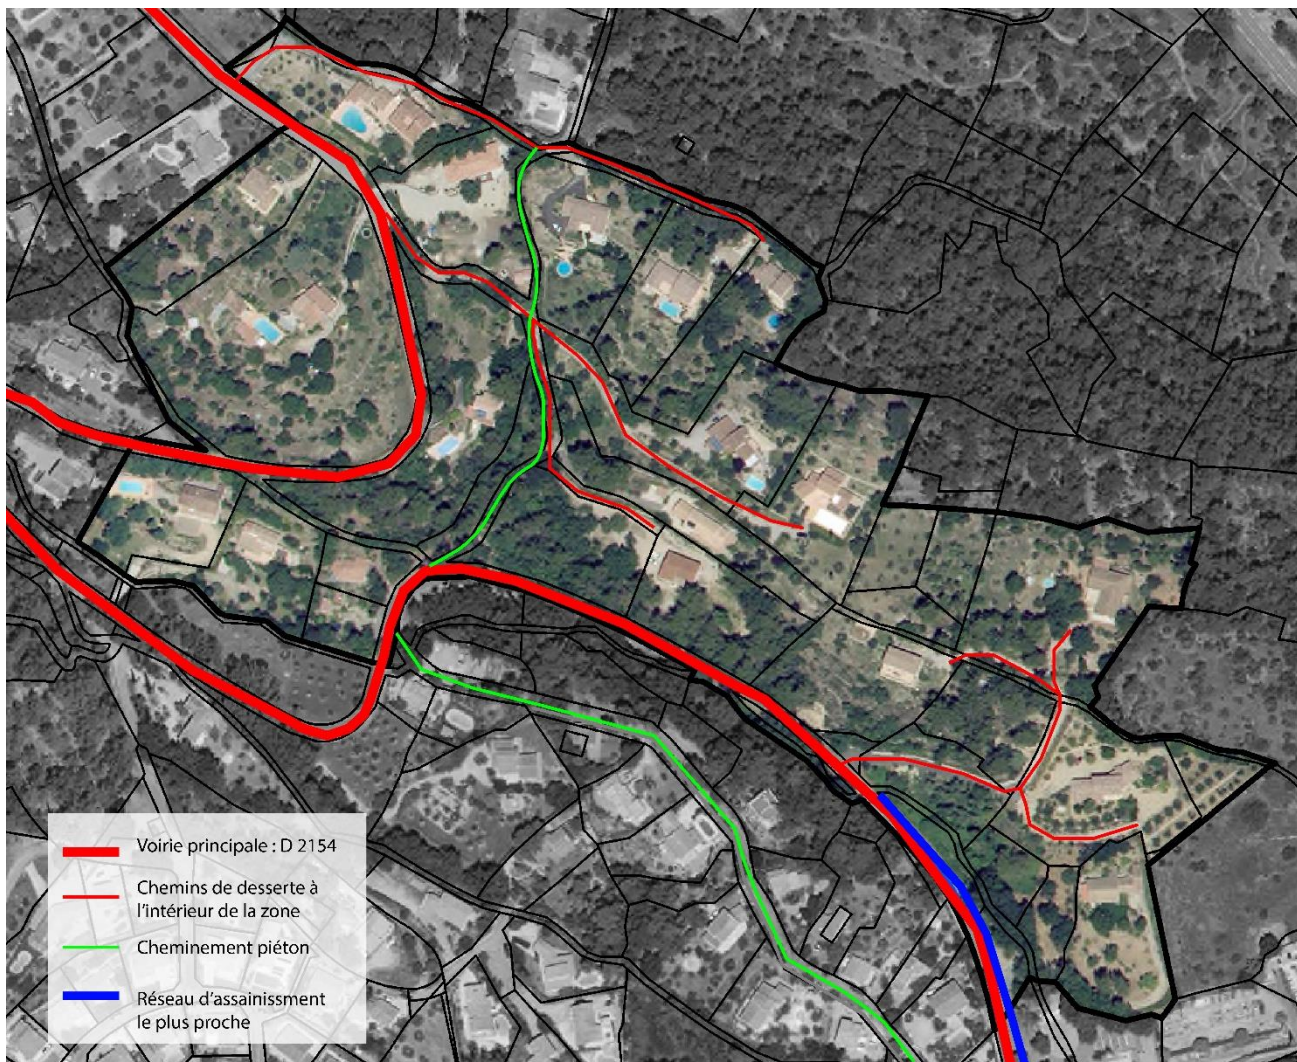 Voirie principale : D 2154
Chemins de desserte à
l'intérieur de la zone
Cheminement piéton
Réseau d'assainissment
le plus proche